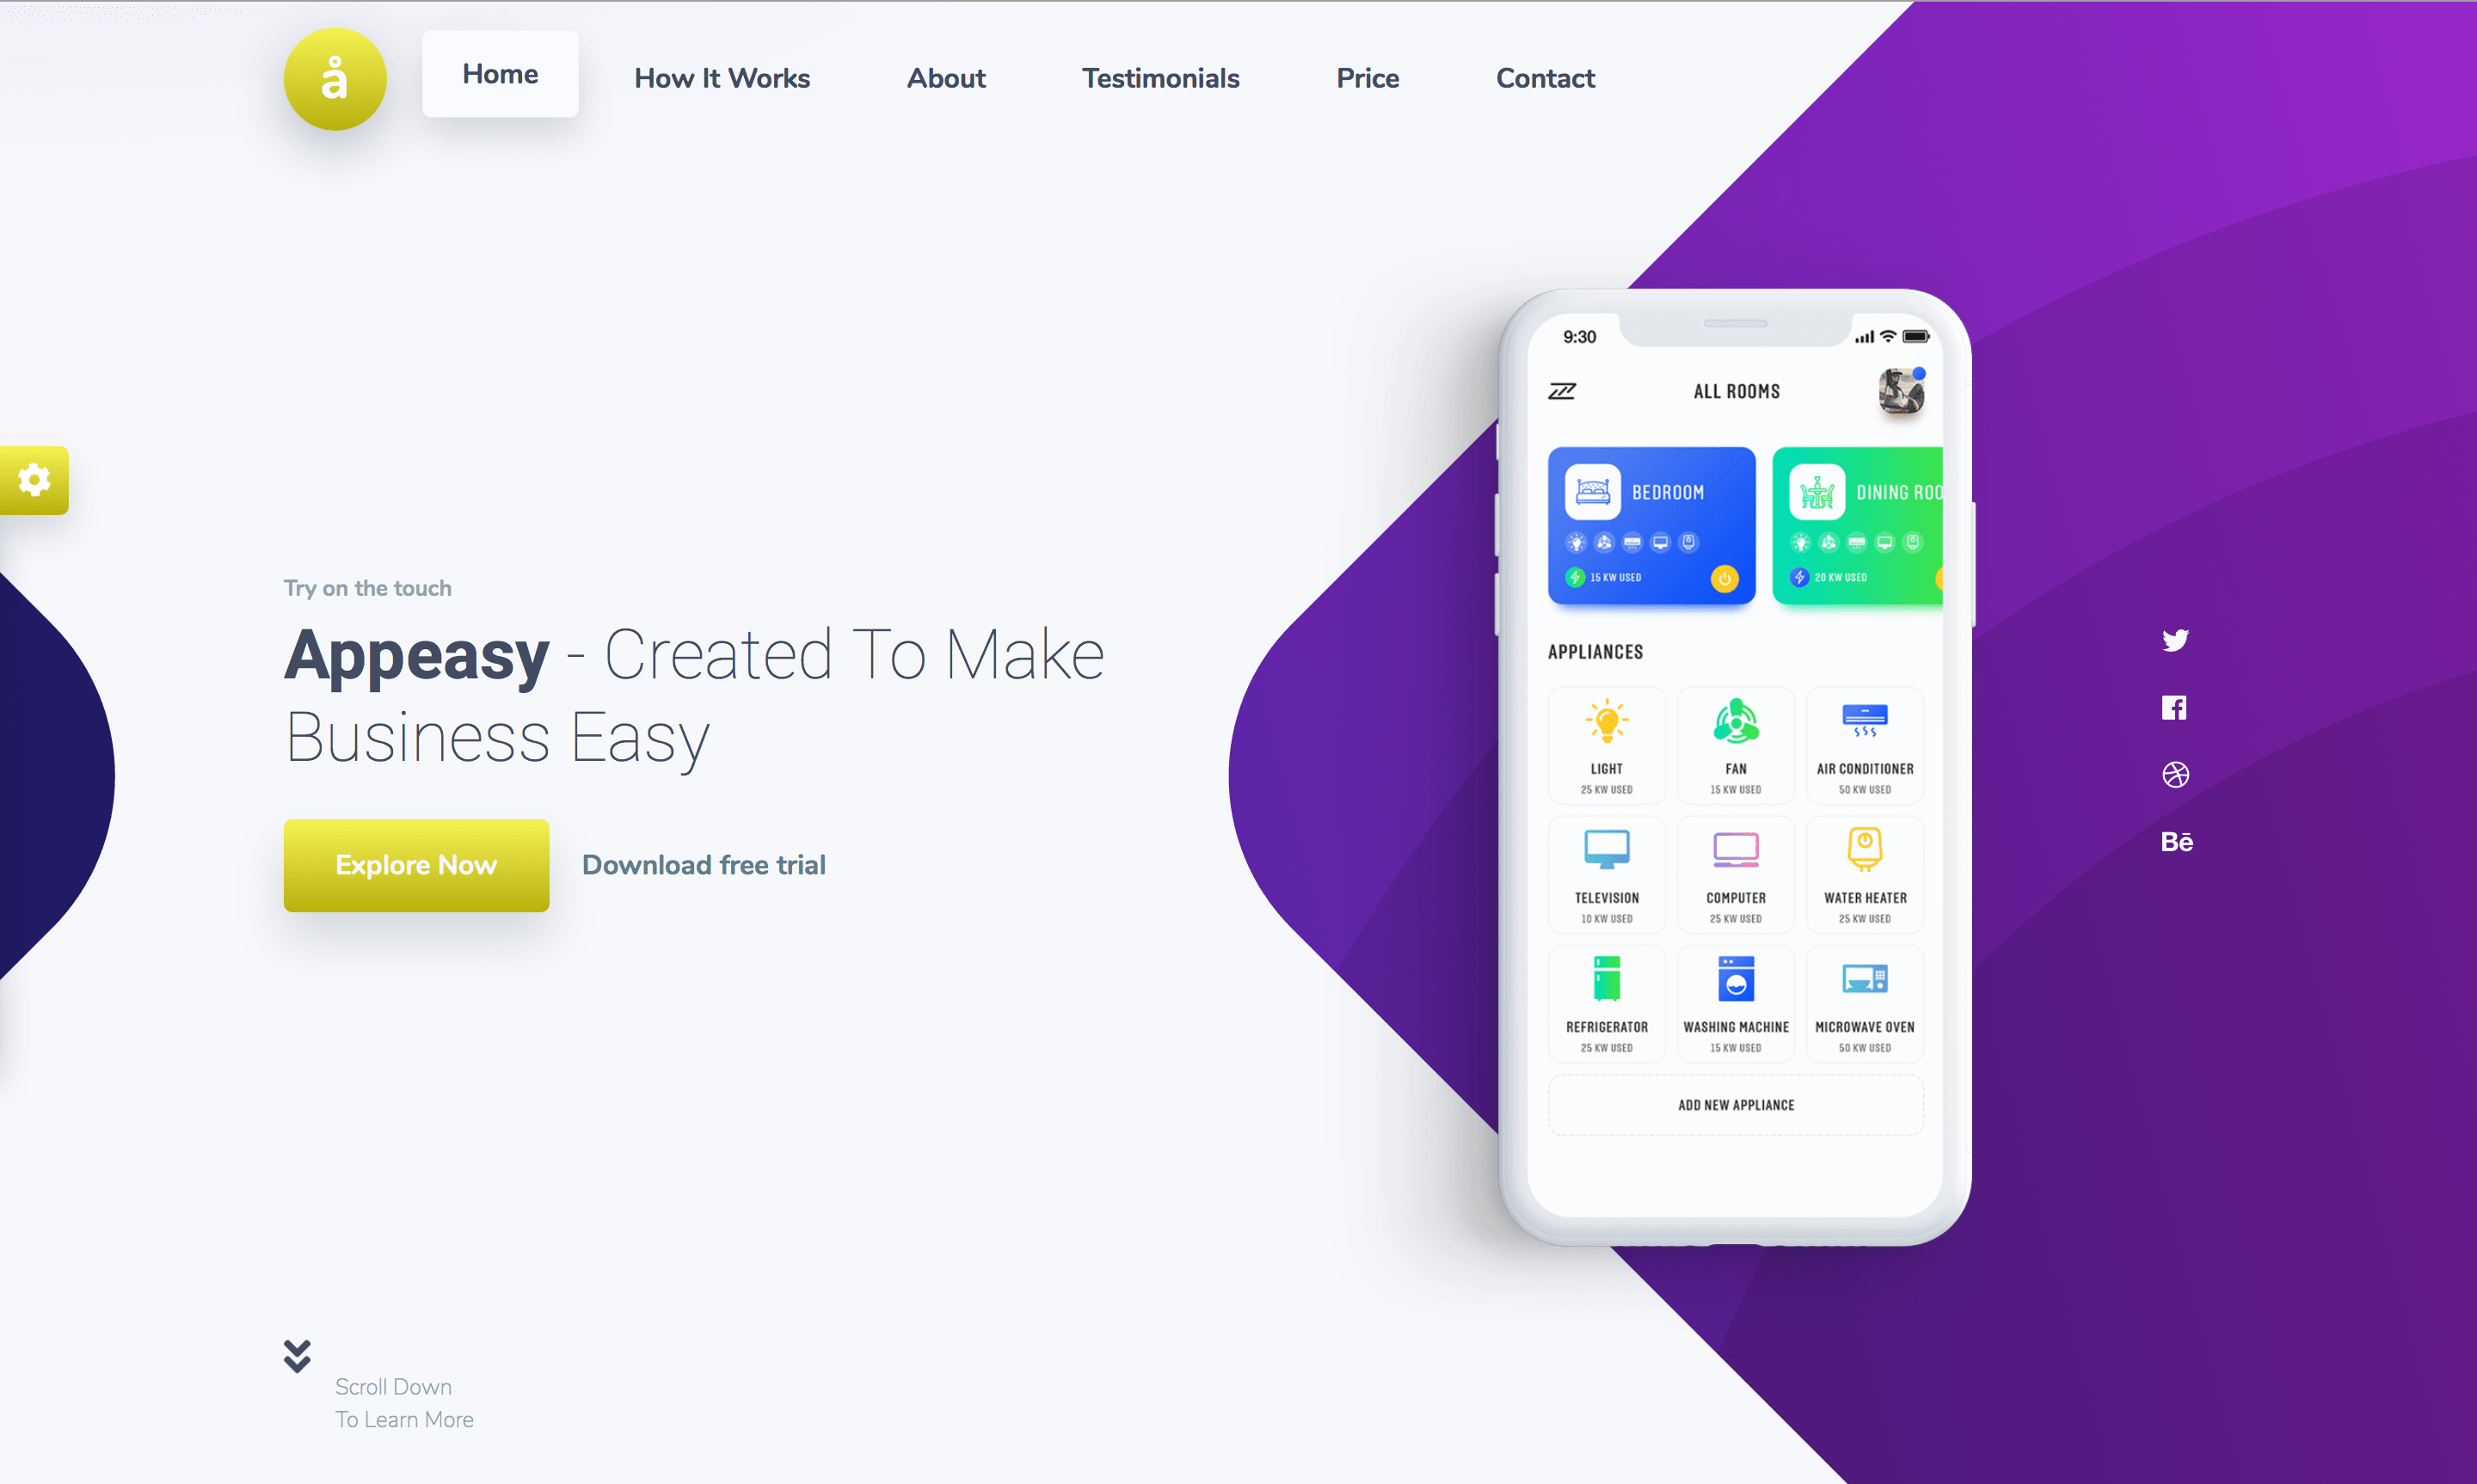 å
Home
How It Works
About
Testimonials
Price
Contact
Try on the touch
Appeasy - Created To Make
Business Easy
Explore Now
Download free trial
Scroll Down
To Learn More
9:30
ALL ROOMS
BEDROOM
15 KW USED
DINING ROO
20 KW USED
APPLIANCES
LIGHT
25 KW USED
FAN
15 KW USED
AIR CONDITIONER
50 KW USED
TELEVISION
10 KW USED
COMPUTER
25 KW USED
WATER HEATER
25 KW USED
REFRIGERATOR
25 KW USED
WASHING MACHINE
15 KW USED
MICROWAVE OVEN
50 KW USED
ADD NEW APPLIANCE
Bē